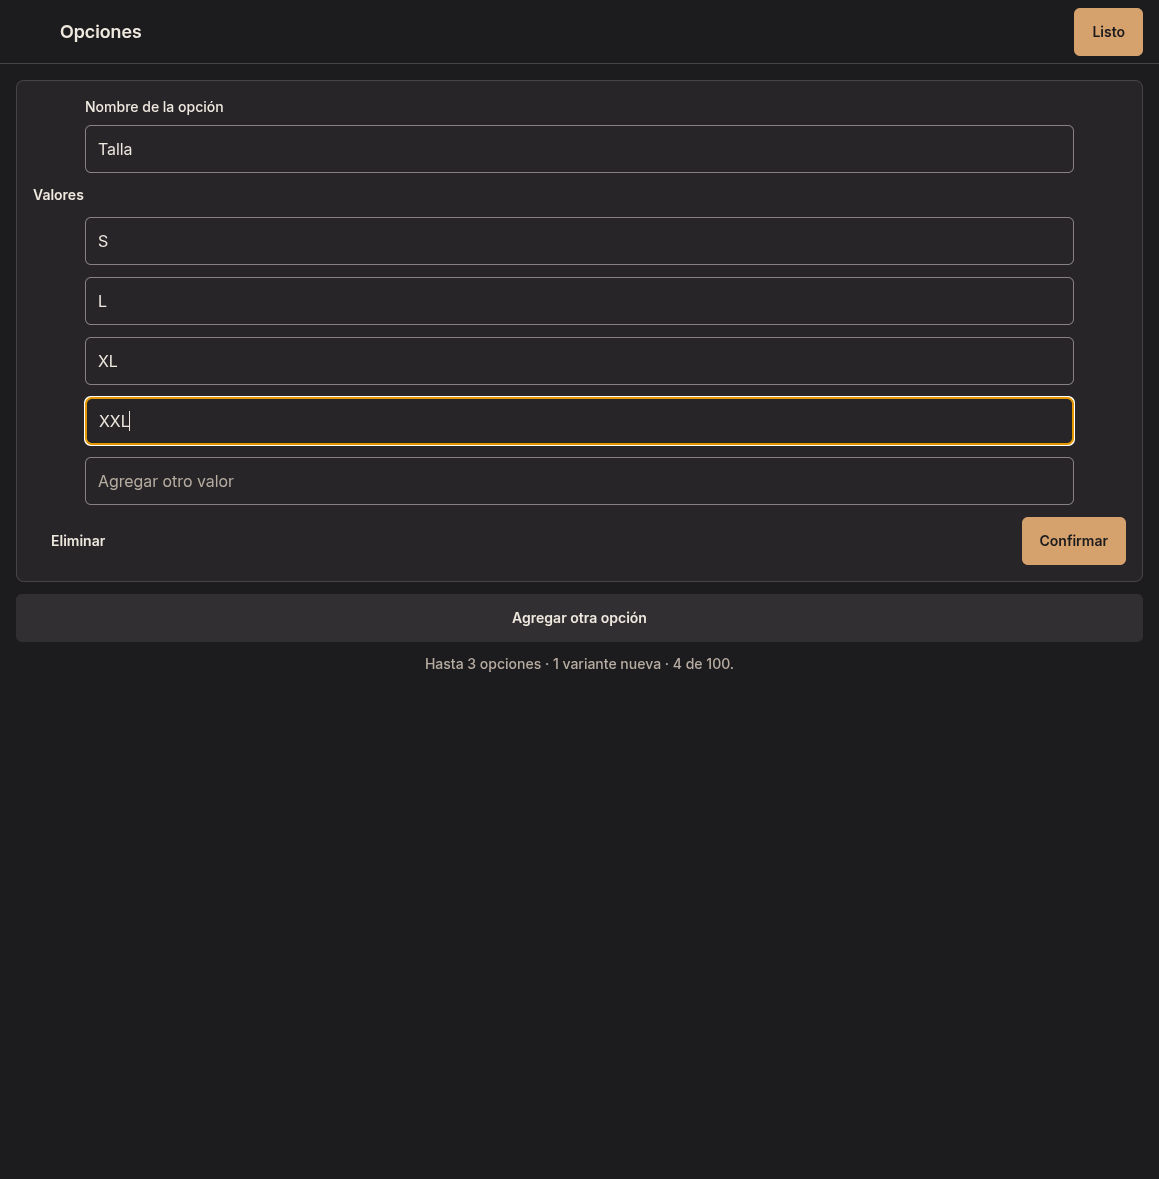 Opciones
Listo
Nombre de la opción
Talla
Valores
S
L
XL
XXL
Agregar otro valor
Eliminar
Confirmar
Agregar otra opción
Hasta 3 opciones · 1 variante nueva · 4 de 100.